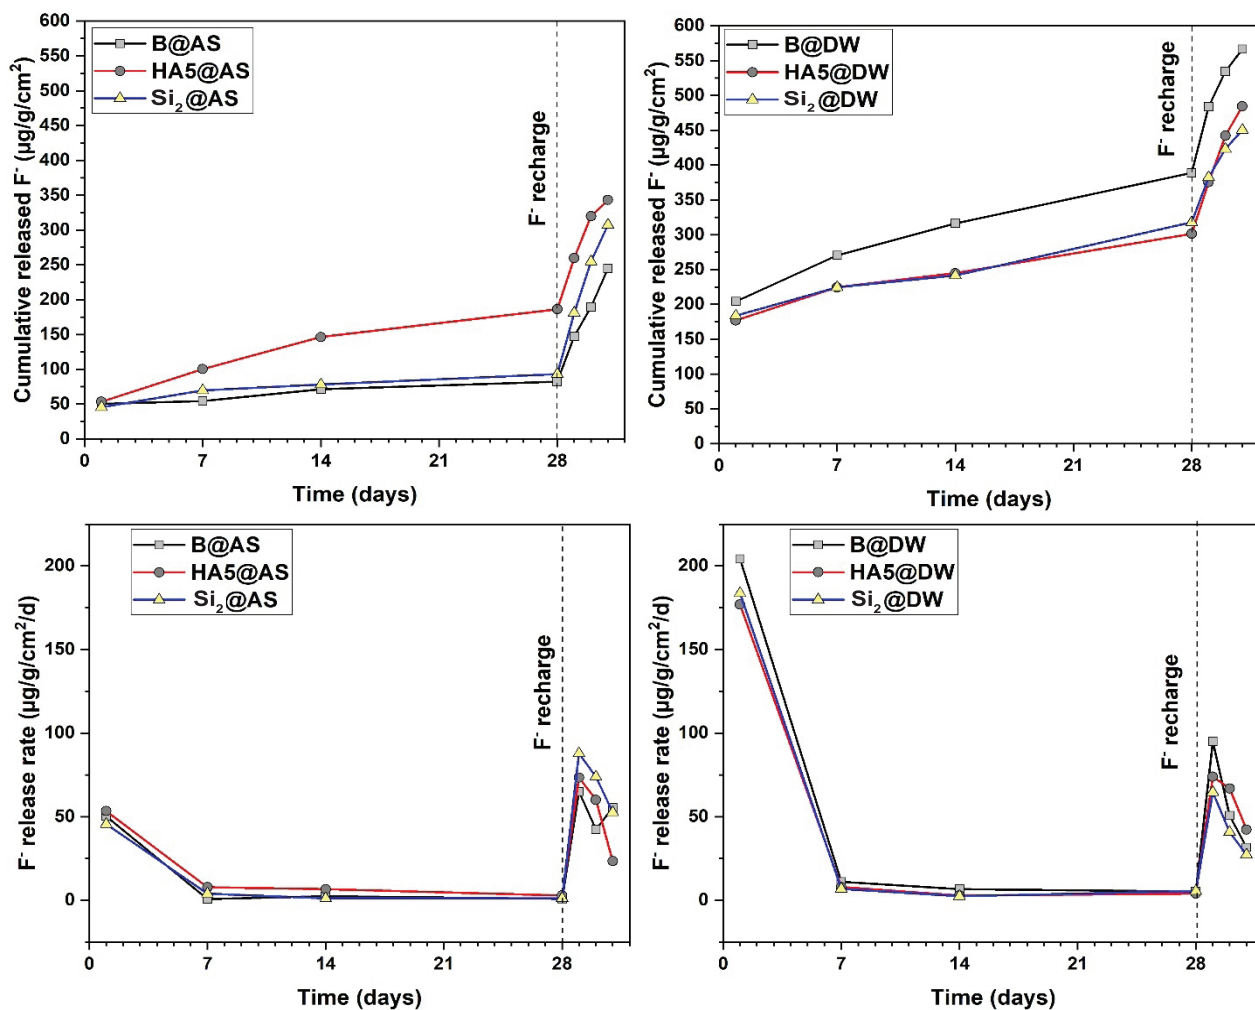 Cumulative released F⁻ (µg/g/cm²)
600
550
500
450
400
350
300
250
200
150
100
50
0
B@AS
HA5@AS
Si₂@AS
F⁻ recharge
0 7 14 21 28
Time (days)
Cumulative released F⁻ (µg/g/cm²)
600
550
500
450
400
350
300
250
200
150
100
50
0
B@DW
HA5@DW
Si₂@DW
F⁻ recharge
0 7 14 21 28
Time (days)
F⁻ release rate (µg/g/cm²/d)
200
150
100
50
0
B@AS
HA5@AS
Si₂@AS
F⁻ recharge
0 7 14 21 28
Time (days)
F⁻ release rate (µg/g/cm²/d)
200
150
100
50
0
B@DW
HA5@DW
Si₂@DW
F⁻ recharge
0 7 14 21 28
Time (days)